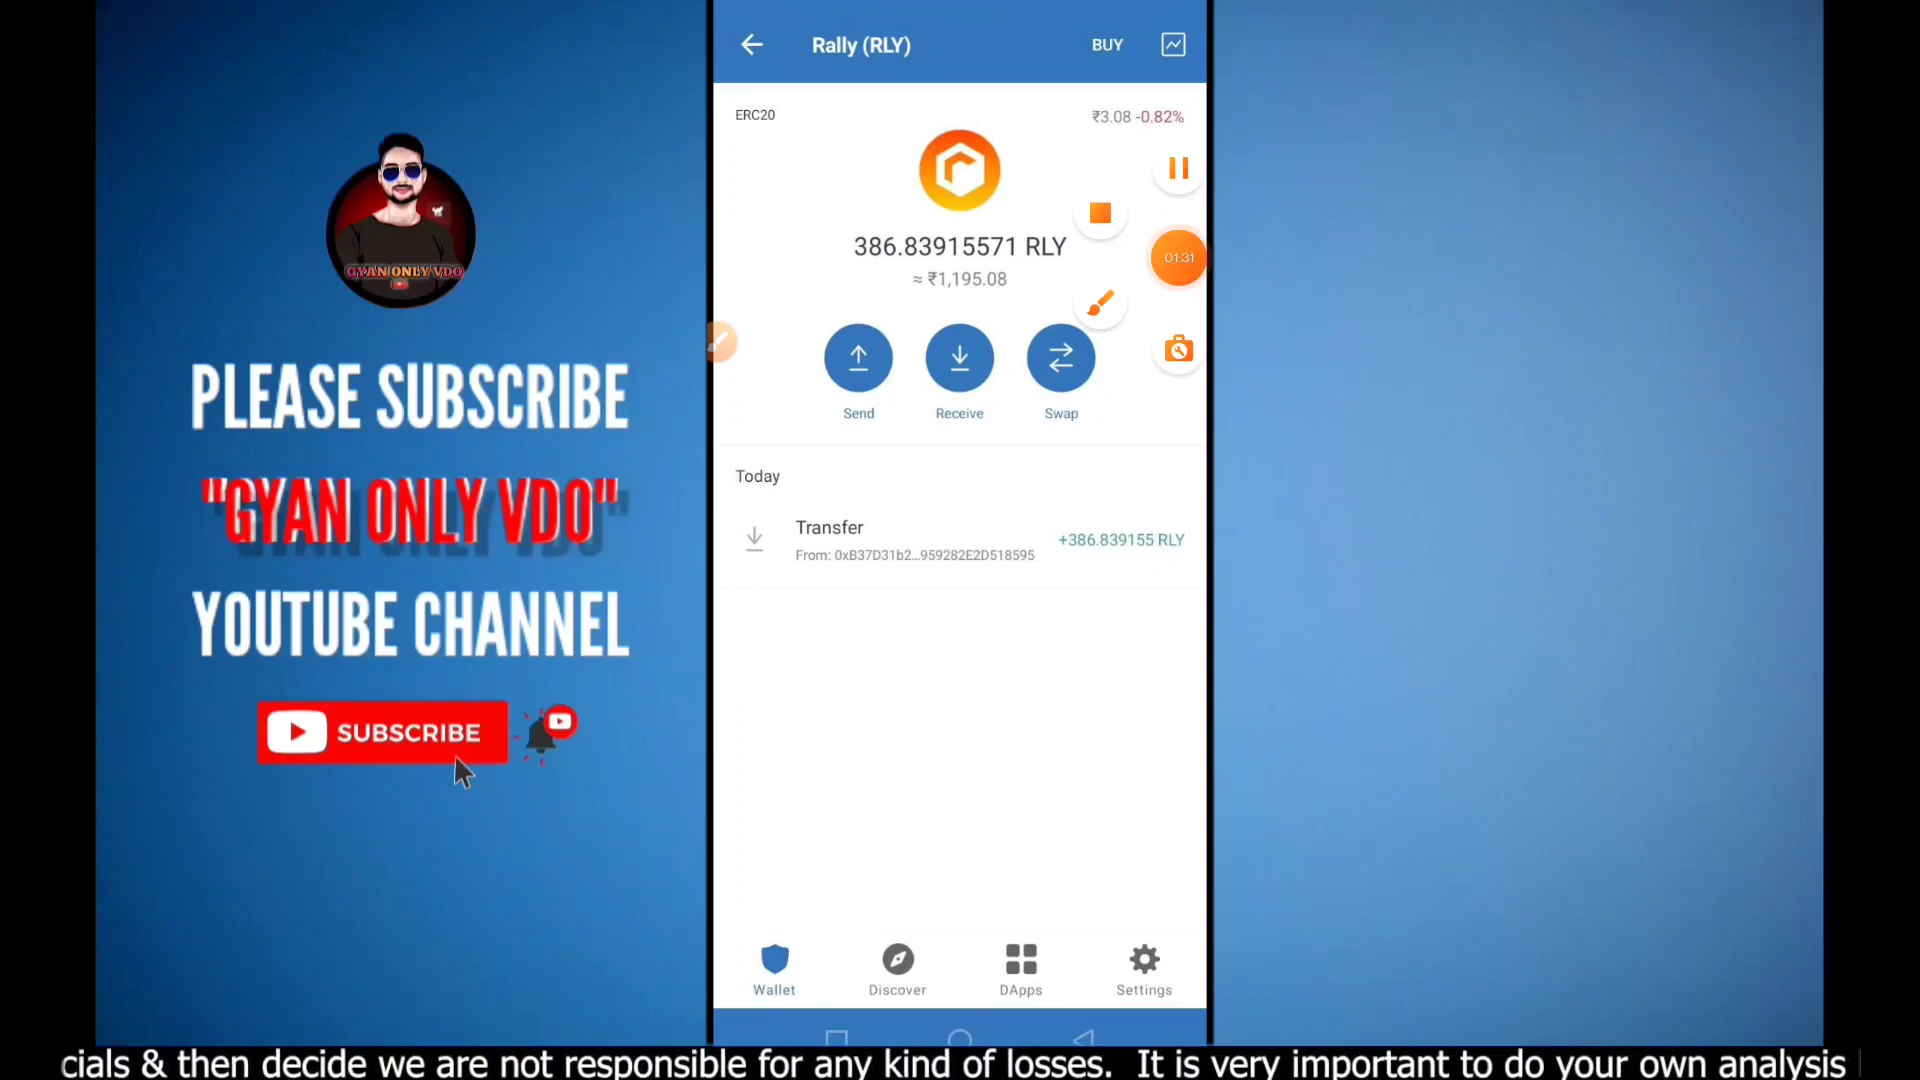 GYAN ONLY VDO
PLEASE SUBSCRIBE
"GYAN ONLY VDO"
YOUTUBE CHANNEL
SUBSCRIBE
Rally (RLY)
BUY
ERC20
₹3.08 -0.82%
01:31
386.83915571 RLY
≈ ₹1,195.08
Send
Receive
Swap
Today
Transfer
+386.839155 RLY
From: 0xB37D31b2...959282E2D518595
Wallet
Discover
DApps
Settings
cials & then decide we are not responsible for any kind of losses. It is very important to do your own analysis